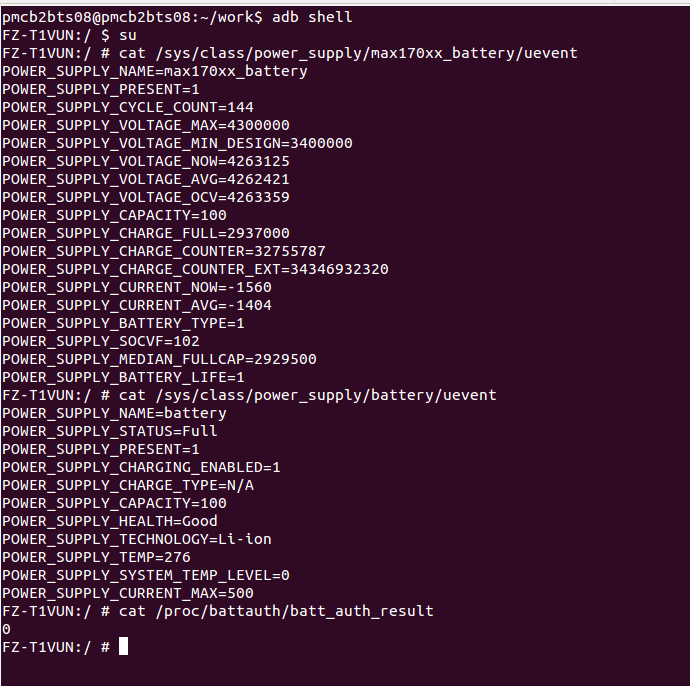 pmcb2bts08@pmcb2bts08:~/work$ adb shell
FZ-T1VUN:/ $ su
FZ-T1VUN:/ # cat /sys/class/power_supply/max170xx_battery/uevent
POWER_SUPPLY_NAME=max170xx_battery
POWER_SUPPLY_PRESENT=1
POWER_SUPPLY_CYCLE_COUNT=144
POWER_SUPPLY_VOLTAGE_MAX=4300000
POWER_SUPPLY_VOLTAGE_MIN_DESIGN=3400000
POWER_SUPPLY_VOLTAGE_NOW=4263125
POWER_SUPPLY_VOLTAGE_AVG=4262421
POWER_SUPPLY_VOLTAGE_OCV=4263359
POWER_SUPPLY_CAPACITY=100
POWER_SUPPLY_CHARGE_FULL=2937000
POWER_SUPPLY_CHARGE_COUNTER=32755787
POWER_SUPPLY_CHARGE_COUNTER_EXT=34346932320
POWER_SUPPLY_CURRENT_NOW=-1560
POWER_SUPPLY_CURRENT_AVG=-1404
POWER_SUPPLY_BATTERY_TYPE=1
POWER_SUPPLY_SOCVF=102
POWER_SUPPLY_MEDIAN_FULLCAP=2929500
POWER_SUPPLY_BATTERY_LIFE=1
FZ-T1VUN:/ # cat /sys/class/power_supply/battery/uevent
POWER_SUPPLY_NAME=battery
POWER_SUPPLY_STATUS=Full
POWER_SUPPLY_PRESENT=1
POWER_SUPPLY_CHARGING_ENABLED=1
POWER_SUPPLY_CHARGE_TYPE=N/A
POWER_SUPPLY_CAPACITY=100
POWER_SUPPLY_HEALTH=Good
POWER_SUPPLY_TECHNOLOGY=Li-ion
POWER_SUPPLY_TEMP=276
POWER_SUPPLY_SYSTEM_TEMP_LEVEL=0
POWER_SUPPLY_CURRENT_MAX=500
FZ-T1VUN:/ # cat /proc/battauth/batt_auth_result
0
FZ-T1VUN:/ #